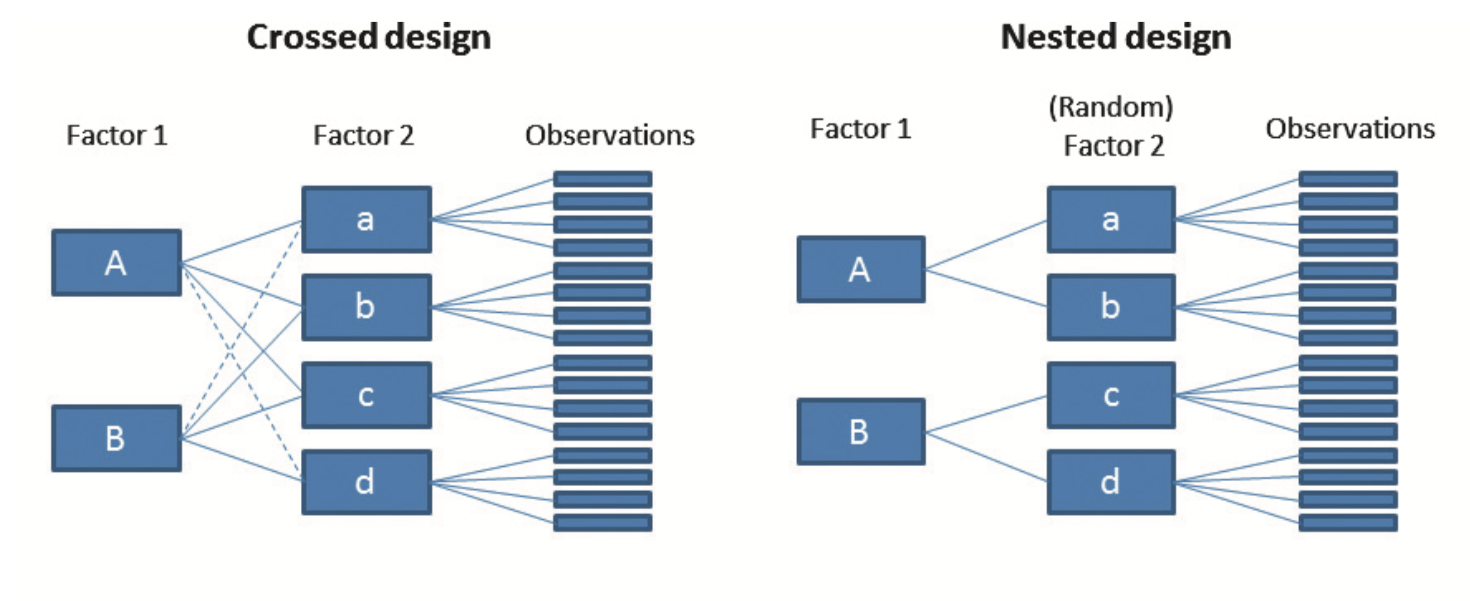 Crossed design
Factor 1
Factor 2
Observations
A
B
a
b
c
d
Nested design
Factor 1
(Random)
Factor 2
Observations
A
B
a
b
c
d